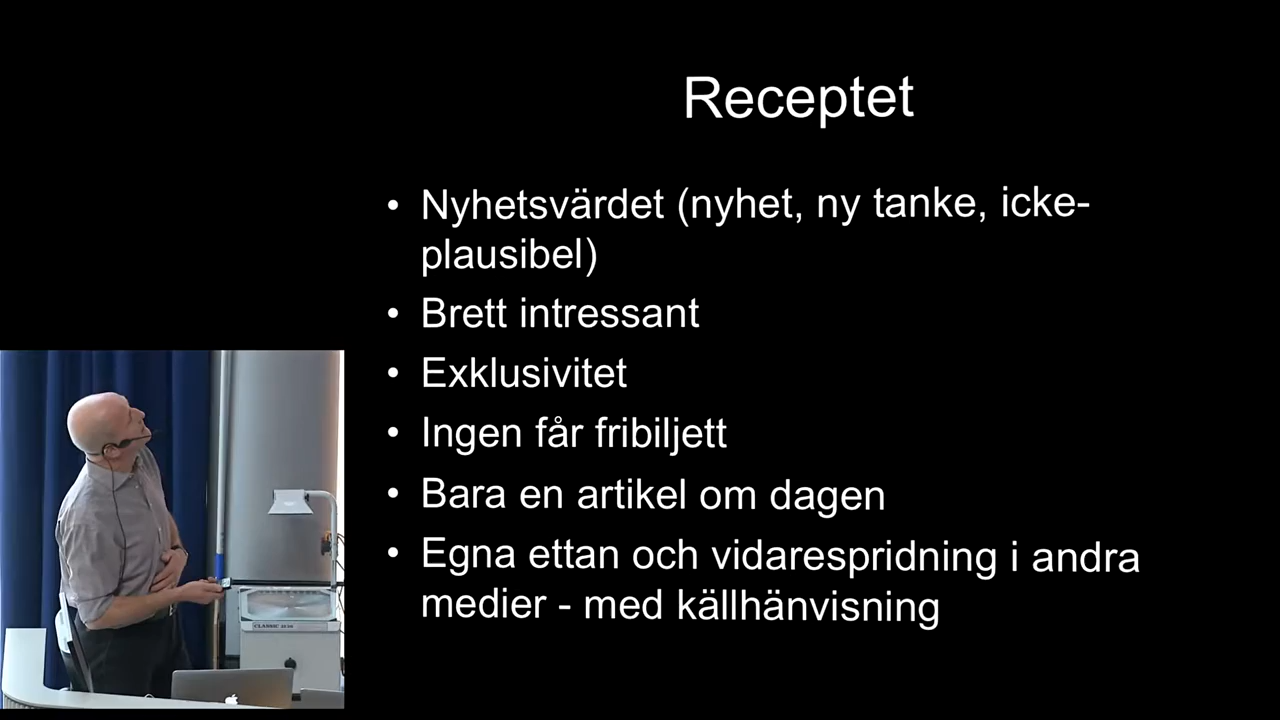 Receptet
• Nyhetsvärdet (nyhet, ny tanke, icke-
plausibel)
• Brett intressant
• Exklusivitet
• Ingen får fribiljett
• Bara en artikel om dagen
• Egna ettan och vidarespridning i andra
medier - med källhänvisning